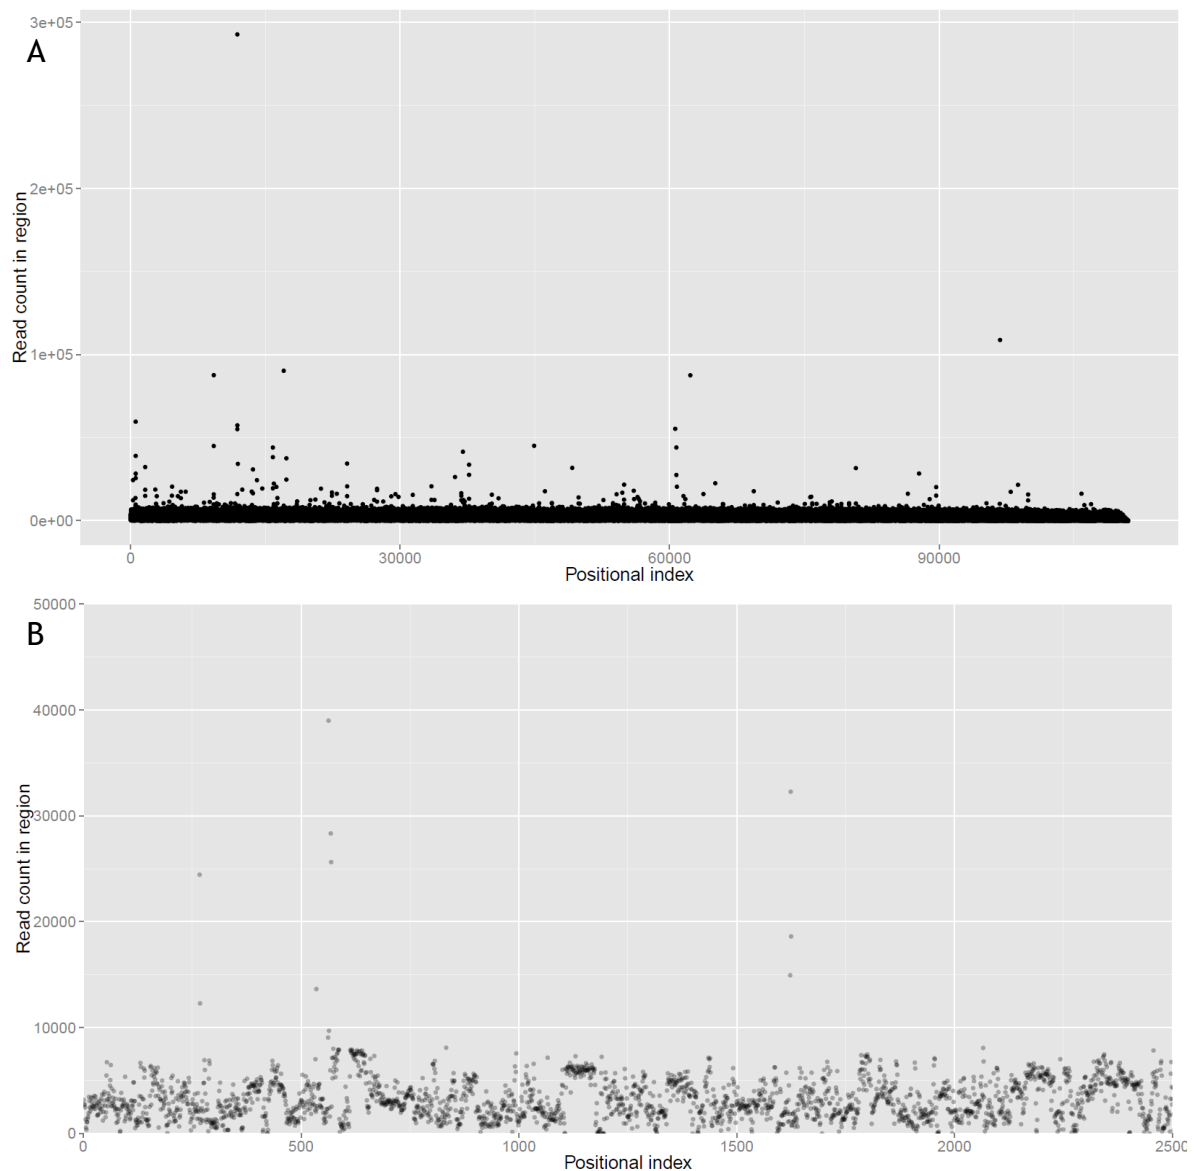 A
3e+05
2e+05
1e+05
0e+00
Read count in region
0 30000 60000 90000
Positional index
B
50000
40000
30000
20000
10000
0
Read count in region
0 500 1000 1500 2000 2500
Positional index